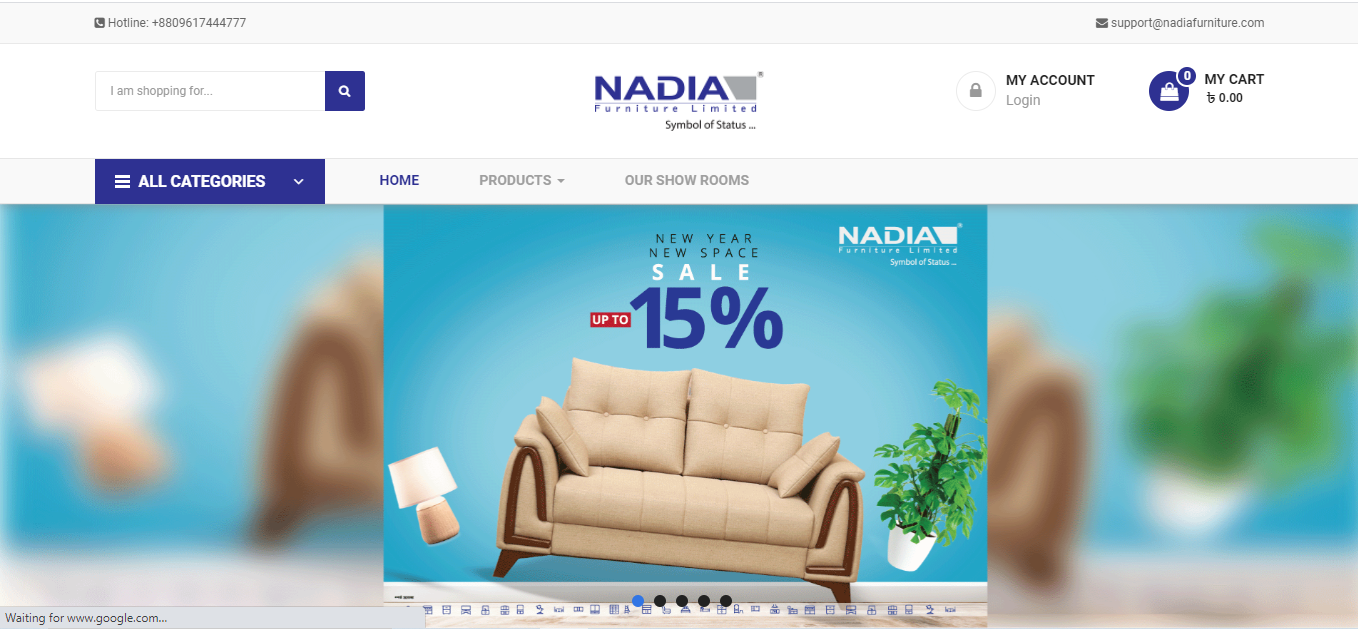 Hotline: +8809617444777
support@nadiafurniture.com
I am shopping for...
NADIA®
Furniture Limited
Symbol of Status ...
MY ACCOUNT
Login
0
MY CART
৳ 0.00
ALL CATEGORIES
HOME
PRODUCTS
OUR SHOW ROOMS
NEW YEAR
NEW SPACE
SALE
UP TO 15%
NADIA®
Furniture Limited
Symbol of Status ...
Waiting for www.google.com...